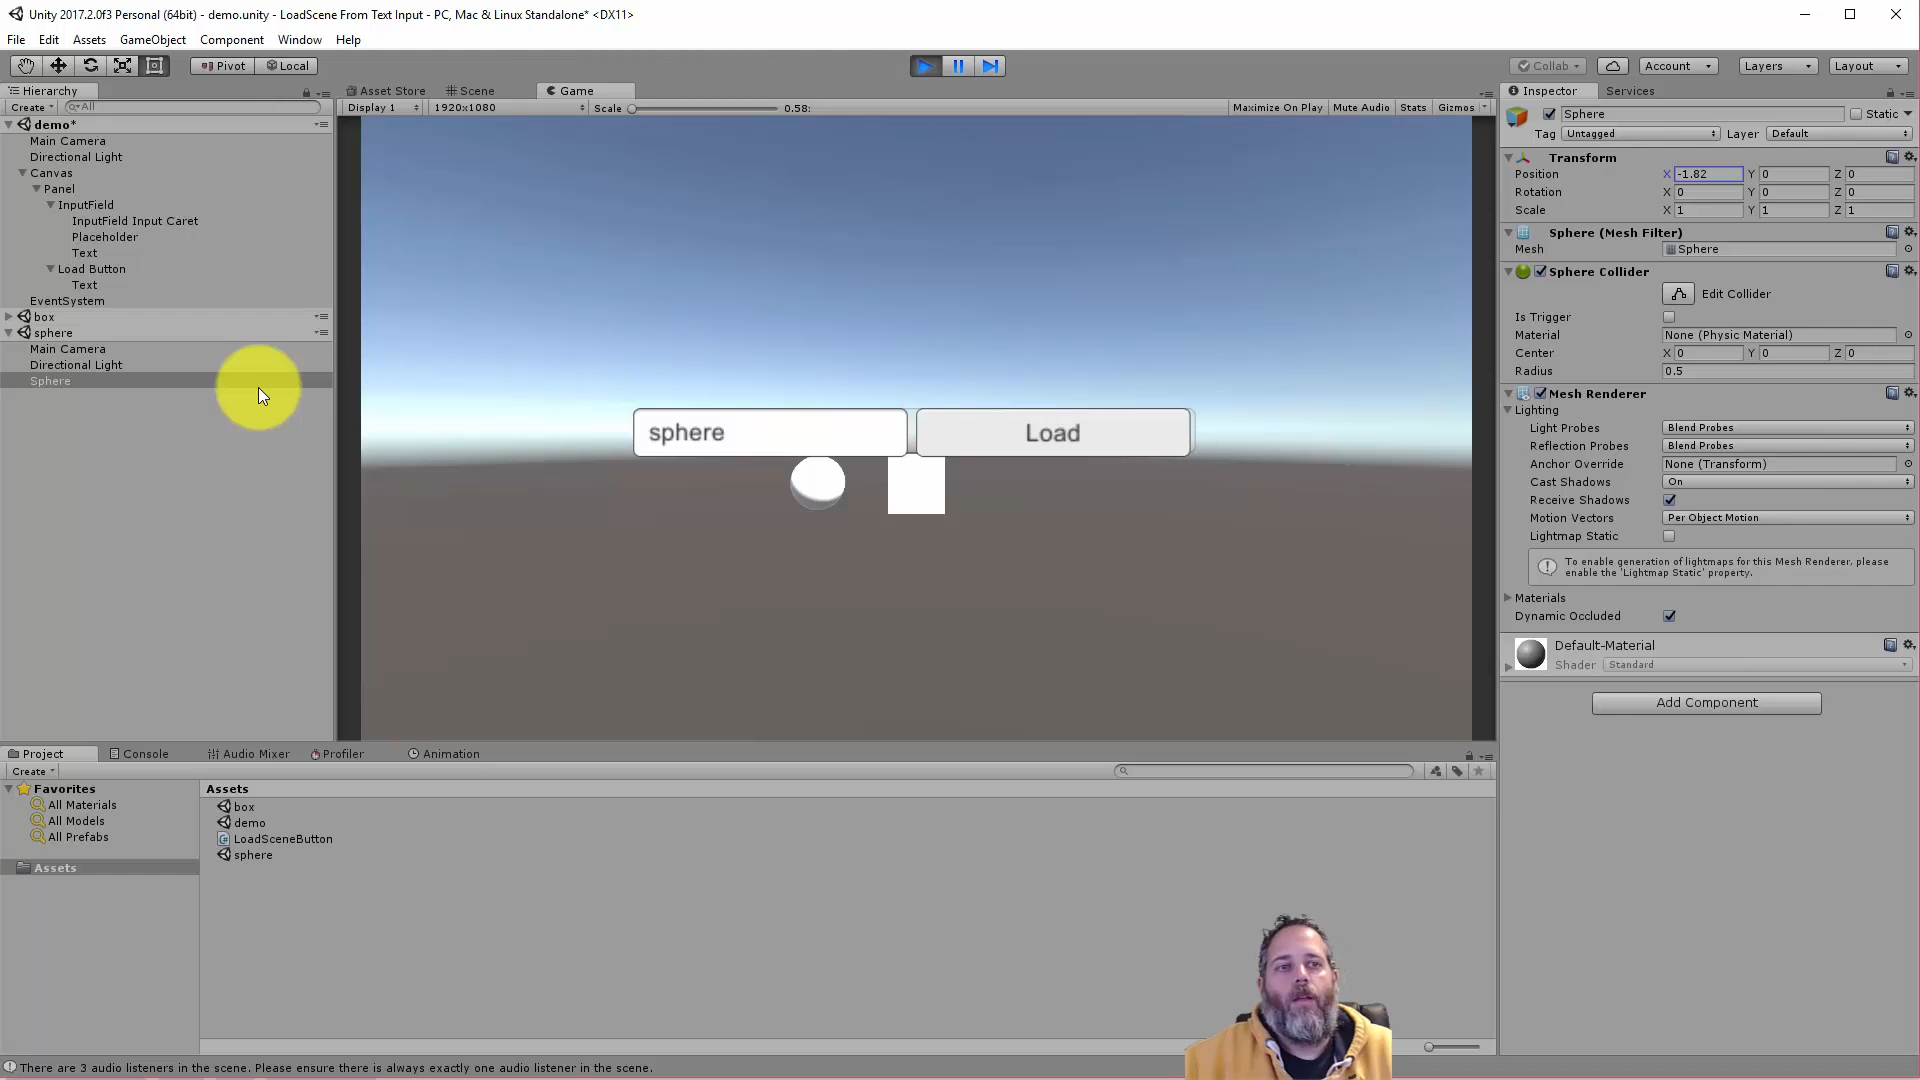 Unity 2017.2.0f3 Personal (64bit) - demo.unity - LoadScene From Text Input - PC, Mac & Linux Standalone* <DX11>
File Edit Assets GameObject Component Window Help
Pivot Local Collab Account Layers Layout
Hierarchy
Create All
demo*
Main Camera
Directional Light
Canvas
Panel
InputField
InputField Input Caret
Placeholder
Text
Load Button
Text
EventSystem
box
sphere
Main Camera
Directional Light
Sphere
Asset Store Scene Game
Display 1 1920x1080 Scale 0.58: Maximize On Play Mute Audio Stats Gizmos
sphere Load
Inspector Services
Sphere Static
Tag Untagged Layer Default
Transform
Position X -1.82 Y 0 Z 0
Rotation X 0 Y 0 Z 0
Scale X 1 Y 1 Z 1
Sphere (Mesh Filter)
Mesh Sphere
Sphere Collider
Edit Collider
Is Trigger
Material None (Physic Material)
Center X 0 Y 0 Z 0
Radius 0.5
Mesh Renderer
Lighting
Light Probes Blend Probes
Reflection Probes Blend Probes
Anchor Override None (Transform)
Cast Shadows On
Receive Shadows
Motion Vectors Per Object Motion
Lightmap Static
To enable generation of lightmaps for this Mesh Renderer, please
enable the 'Lightmap Static' property.
Materials
Dynamic Occluded
Default-Material
Shader Standard
Add Component
Project Console Audio Mixer Profiler Animation
Create
Favorites
All Materials
All Models
All Prefabs
Assets
Assets
box
demo
LoadSceneButton
sphere
There are 3 audio listeners in the scene. Please ensure there is always exactly one audio listener in the scene.